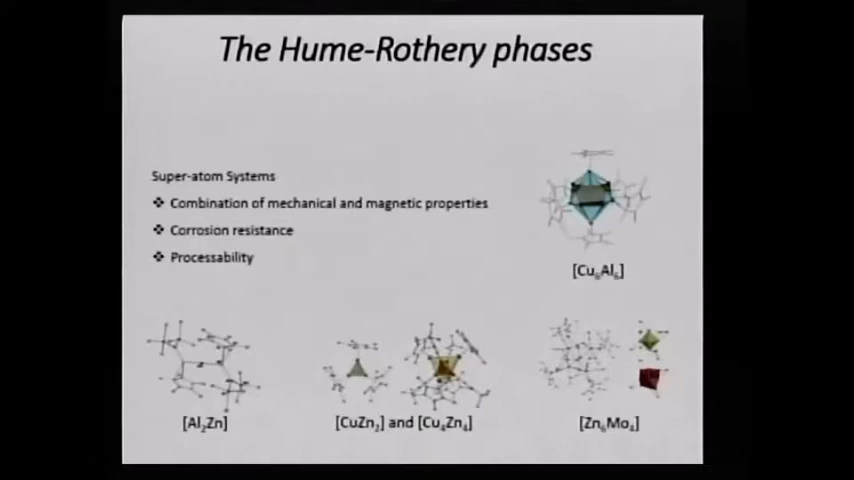 The Hume-Rothery phases
Super-atom Systems
❖ Combination of mechanical and magnetic properties
❖ Corrosion resistance
❖ Processability
[Cu₆Al₆]
[Al₂Zn]
[CuZn₂] and [Cu₄Zn₄]
[Zn₆Mo₄]